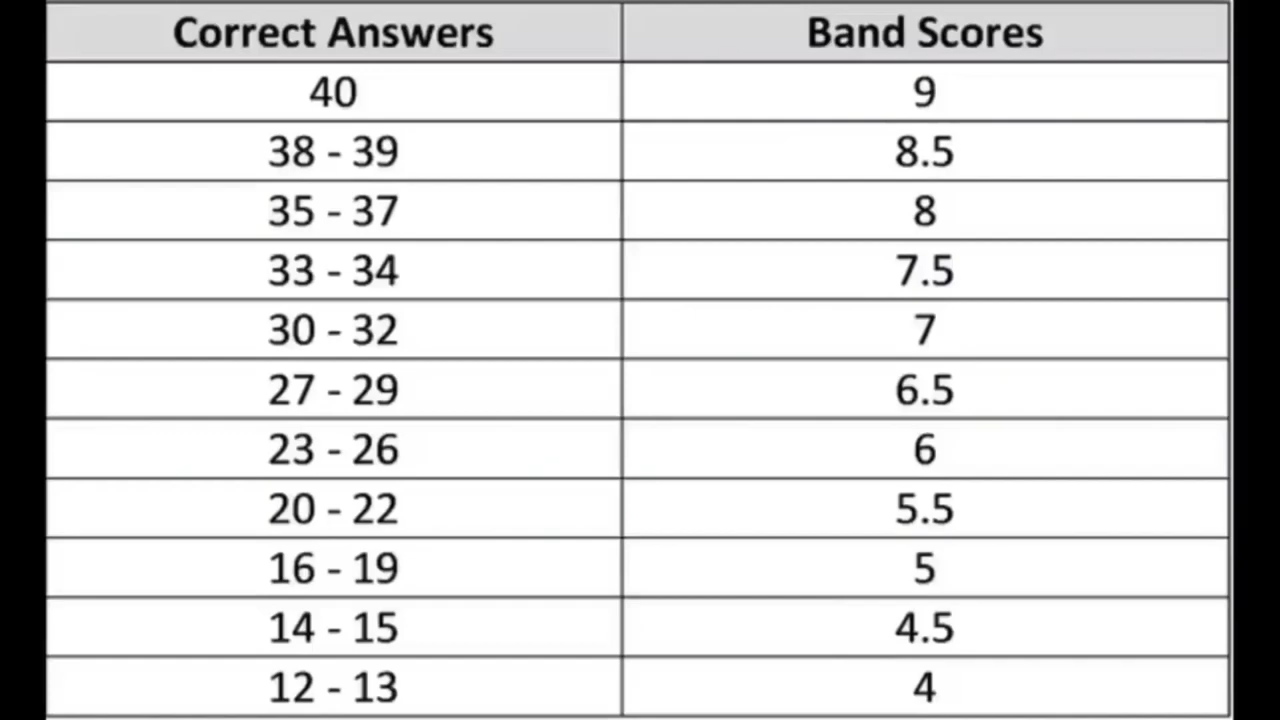 Correct Answers Band Scores
40 9
38 - 39 8.5
35 - 37 8
33 - 34 7.5
30 - 32 7
27 - 29 6.5
23 - 26 6
20 - 22 5.5
16 - 19 5
14 - 15 4.5
12 - 13 4